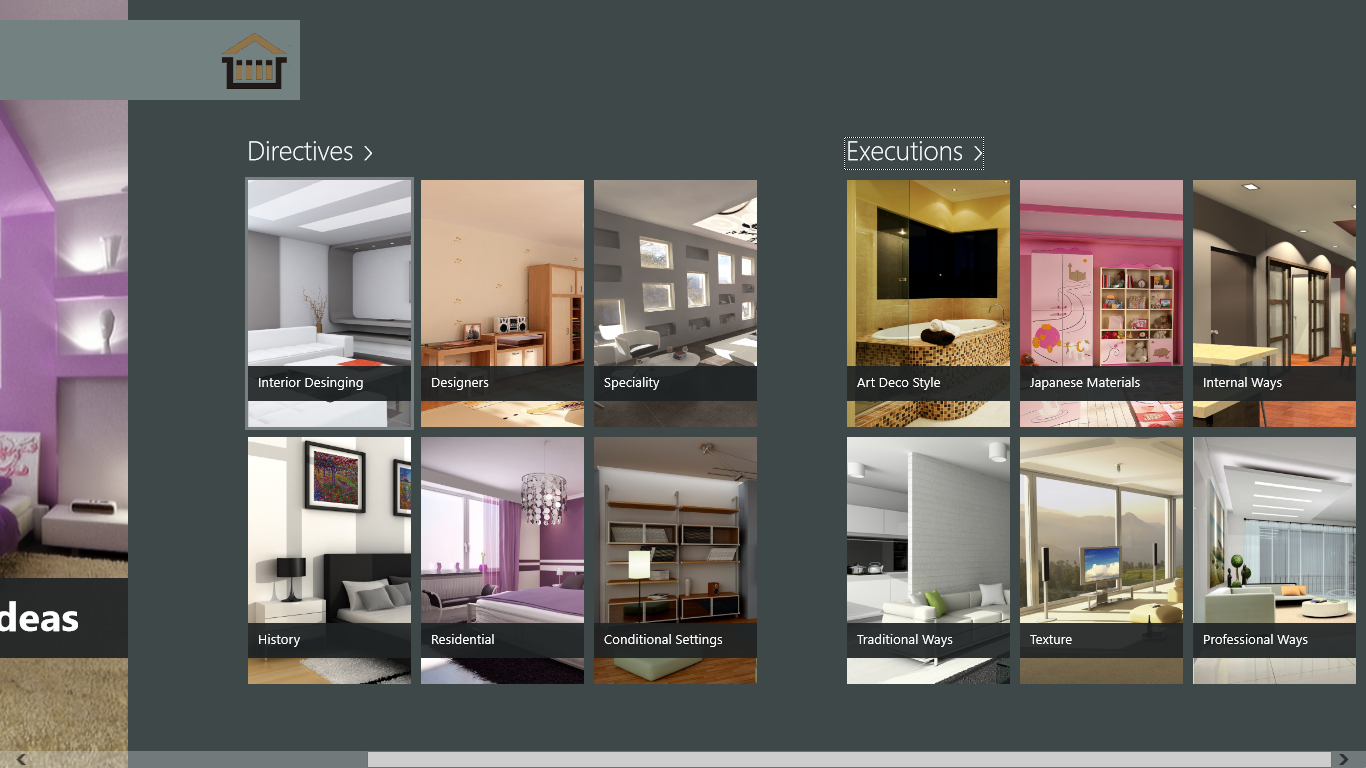 Directives >
Executions >
Interior Desinging
Designers
Speciality
Art Deco Style
Japanese Materials
Internal Ways
History
Residential
Conditional Settings
Traditional Ways
Texture
Professional Ways
deas